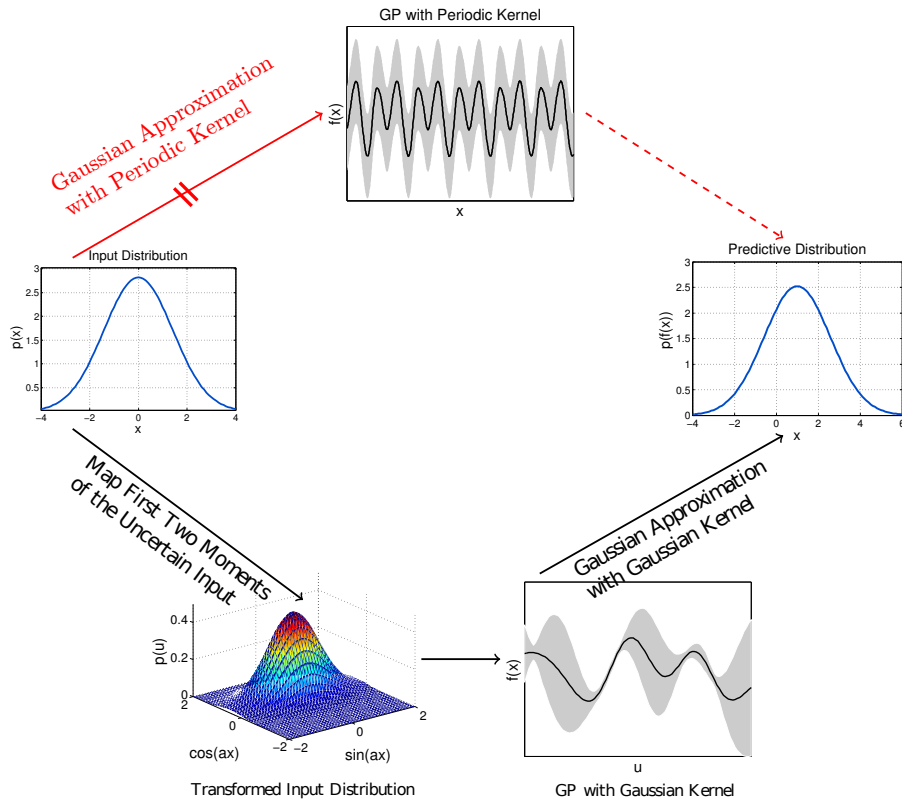 GP with Periodic Kernel
f(x)
x
Gaussian Approximation
with Periodic Kernel
Input Distribution
p(x)
3
2.5
2
1.5
1
0.5
−4 −2 0 2 4
x
Predictive Distribution
p(f(x))
3
2.5
2
1.5
1
0.5
0
−4 −2 0 2 4 6
x
Map First Two Moments
of the Uncertain Input
Gaussian Approximation
with Gaussian Kernel
p(u)
0.4
0.2
0
2
0
−2
cos(ax)
−2
0
2
sin(ax)
Transformed Input Distribution
f(x)
u
GP with Gaussian Kernel